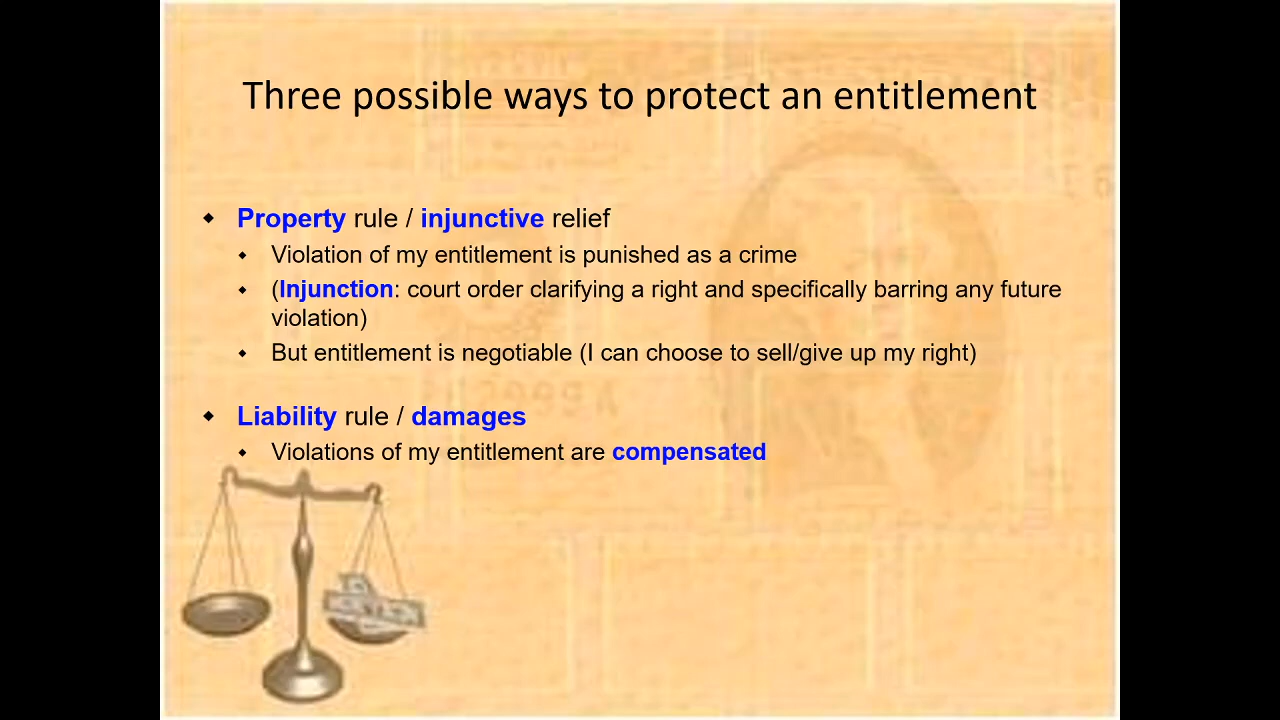 Three possible ways to protect an entitlement
Property rule / injunctive relief
Violation of my entitlement is punished as a crime
(Injunction: court order clarifying a right and specifically barring any future
violation)
But entitlement is negotiable (I can choose to sell/give up my right)
Liability rule / damages
Violations of my entitlement are compensated